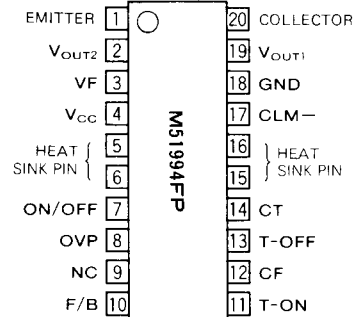 EMITTER 1 20 COLLECTOR
VOUT2 2 19 VOUT1
VF 3 18 GND
VCC 4 17 CLM−
HEAT SINK PIN 5 16 HEAT SINK PIN
6 15
ON/OFF 7 14 CT
OVP 8 13 T-OFF
NC 9 12 CF
F/B 10 11 T-ON
M51994FP